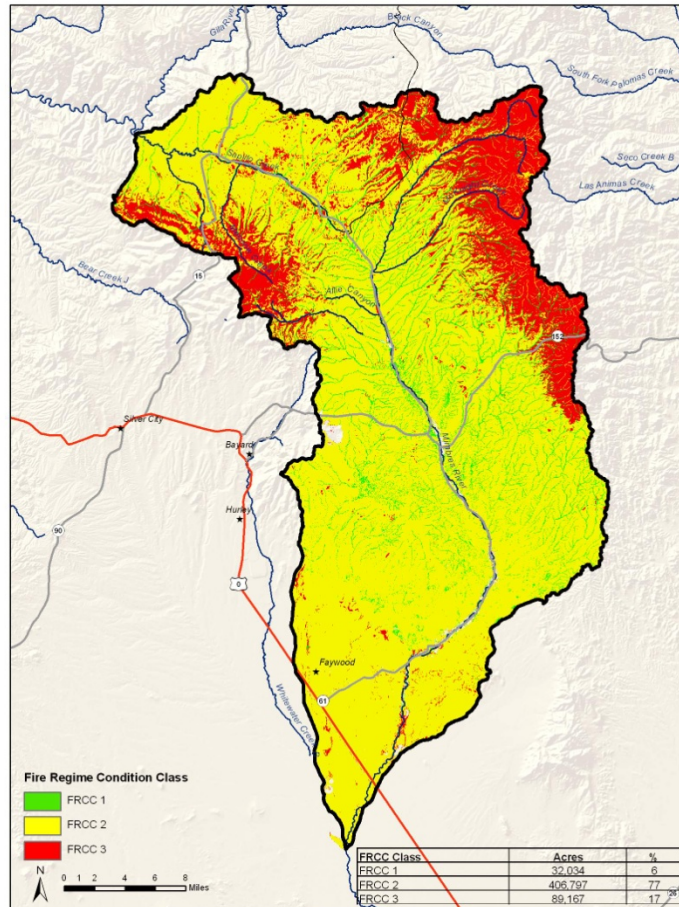 Gila River
Black Canyon
South Fork Palomas Creek
Seco Creek B
Las Animas Creek
Bear Creek J
15
Allie Canyon
152
Silver City
Bayard
Mimbres River
Hurley
90
0
Faywood
61
Whitewater Creek
Fire Regime Condition Class
FRCC 1
FRCC 2
FRCC 3
N
0 1 2 4 6 8
Miles
FRCC Class Acres %
FRCC 1 32,034 6
FRCC 2 406,797 77
FRCC 3 89,167 17
26